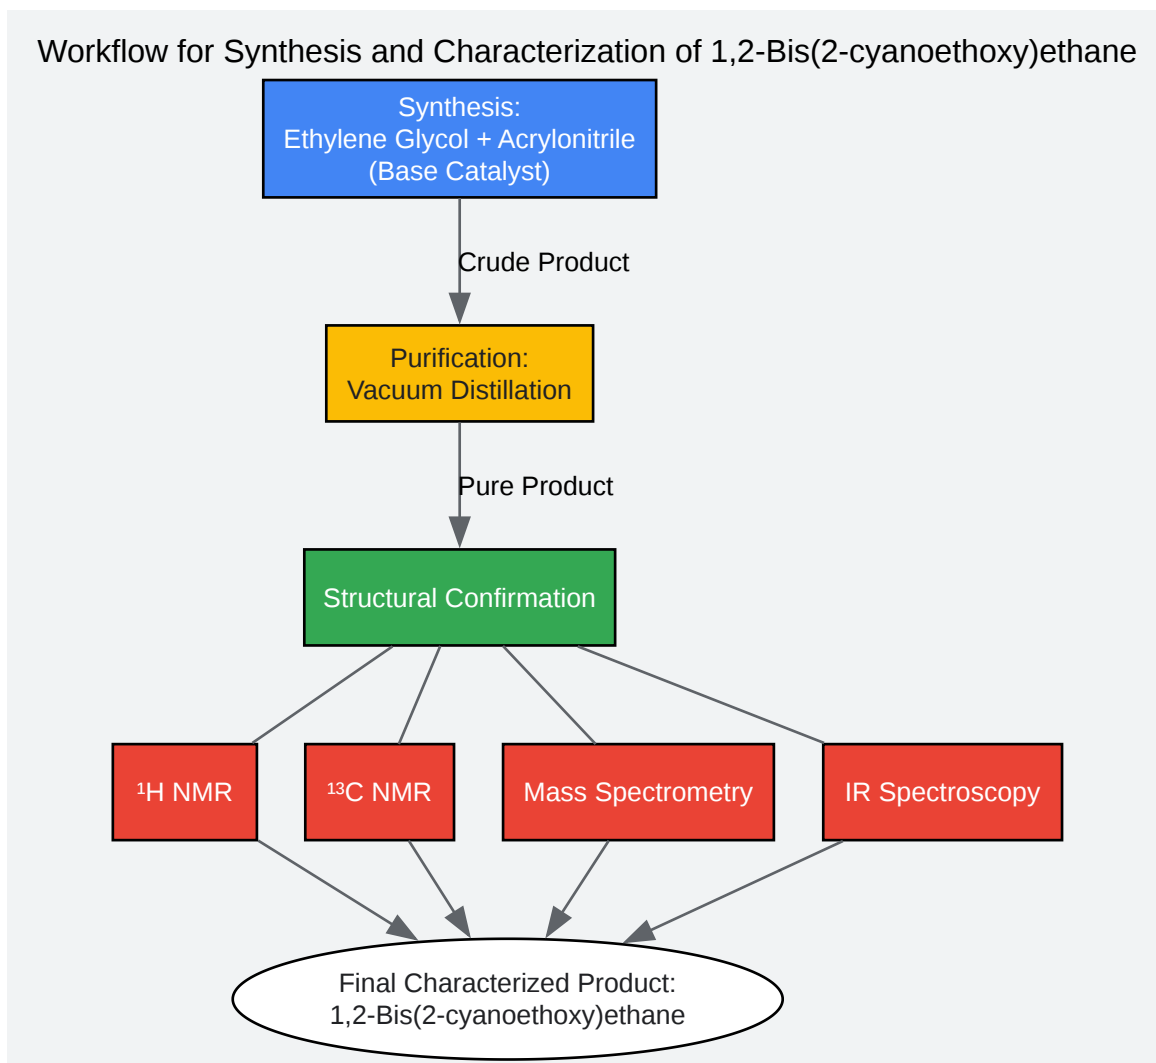 Workflow for Synthesis and Characterization of 1,2-Bis(2-cyanoethoxy)ethane
Synthesis:
Ethylene Glycol + Acrylonitrile
(Base Catalyst)
Crude Product
Purification:
Vacuum Distillation
Pure Product
Structural Confirmation
¹H NMR
¹³C NMR
Mass Spectrometry
IR Spectroscopy
Final Characterized Product:
1,2-Bis(2-cyanoethoxy)ethane